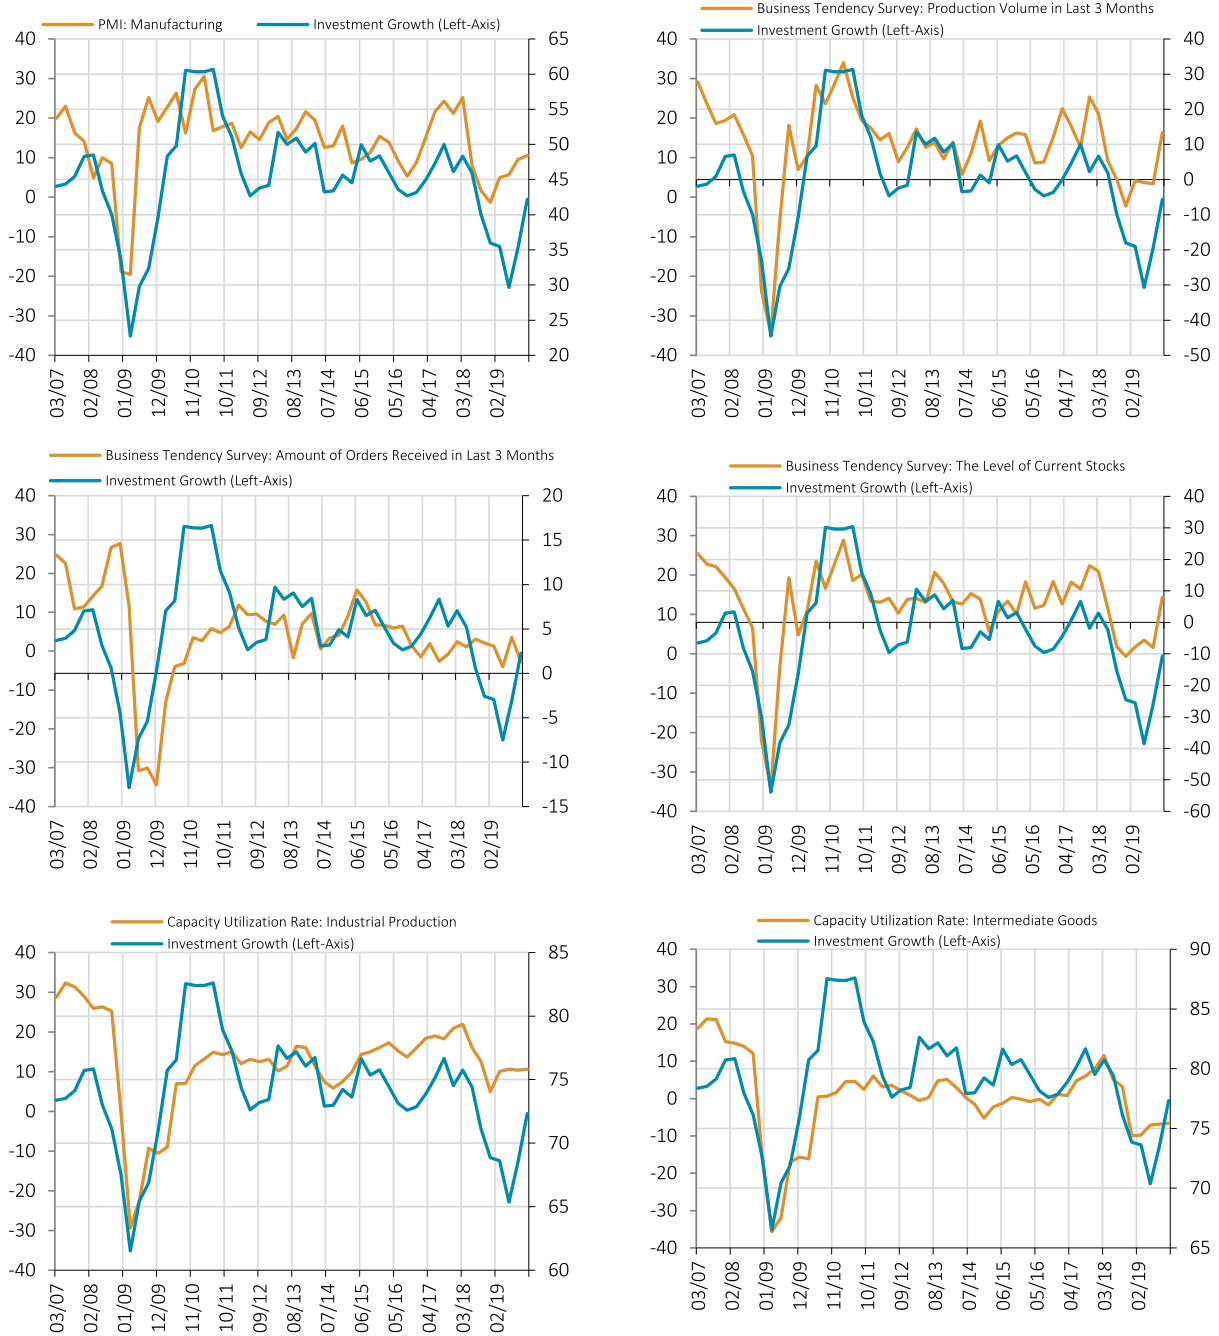 PMI: Manufacturing
Investment Growth (Left-Axis)
40 30 20 10 0 -10 -20 -30 -40
65 60 55 50 45 40 35 30 25 20
03/07 02/08 01/09 12/09 11/10 10/11 09/12 08/13 07/14 06/15 05/16 04/17 03/18 02/19
Business Tendency Survey: Production Volume in Last 3 Months
Investment Growth (Left-Axis)
40 30 20 10 0 -10 -20 -30 -40
40 30 20 10 0 -10 -20 -30 -40 -50
03/07 02/08 01/09 12/09 11/10 10/11 09/12 08/13 07/14 06/15 05/16 04/17 03/18 02/19
Business Tendency Survey: Amount of Orders Received in Last 3 Months
Investment Growth (Left-Axis)
40 30 20 10 0 -10 -20 -30 -40
20 15 10 5 0 -5 -10 -15
03/07 02/08 01/09 12/09 11/10 10/11 09/12 08/13 07/14 06/15 05/16 04/17 03/18 02/19
Business Tendency Survey: The Level of Current Stocks
Investment Growth (Left-Axis)
40 30 20 10 0 -10 -20 -30 -40
40 30 20 10 0 -10 -20 -30 -40 -50 -60
03/07 02/08 01/09 12/09 11/10 10/11 09/12 08/13 07/14 06/15 05/16 04/17 03/18 02/19
Capacity Utilization Rate: Industrial Production
Investment Growth (Left-Axis)
40 30 20 10 0 -10 -20 -30 -40
85 80 75 70 65 60
03/07 02/08 01/09 12/09 11/10 10/11 09/12 08/13 07/14 06/15 05/16 04/17 03/18 02/19
Capacity Utilization Rate: Intermediate Goods
Investment Growth (Left-Axis)
40 30 20 10 0 -10 -20 -30 -40
90 85 80 75 70 65
03/07 02/08 01/09 12/09 11/10 10/11 09/12 08/13 07/14 06/15 05/16 04/17 03/18 02/19